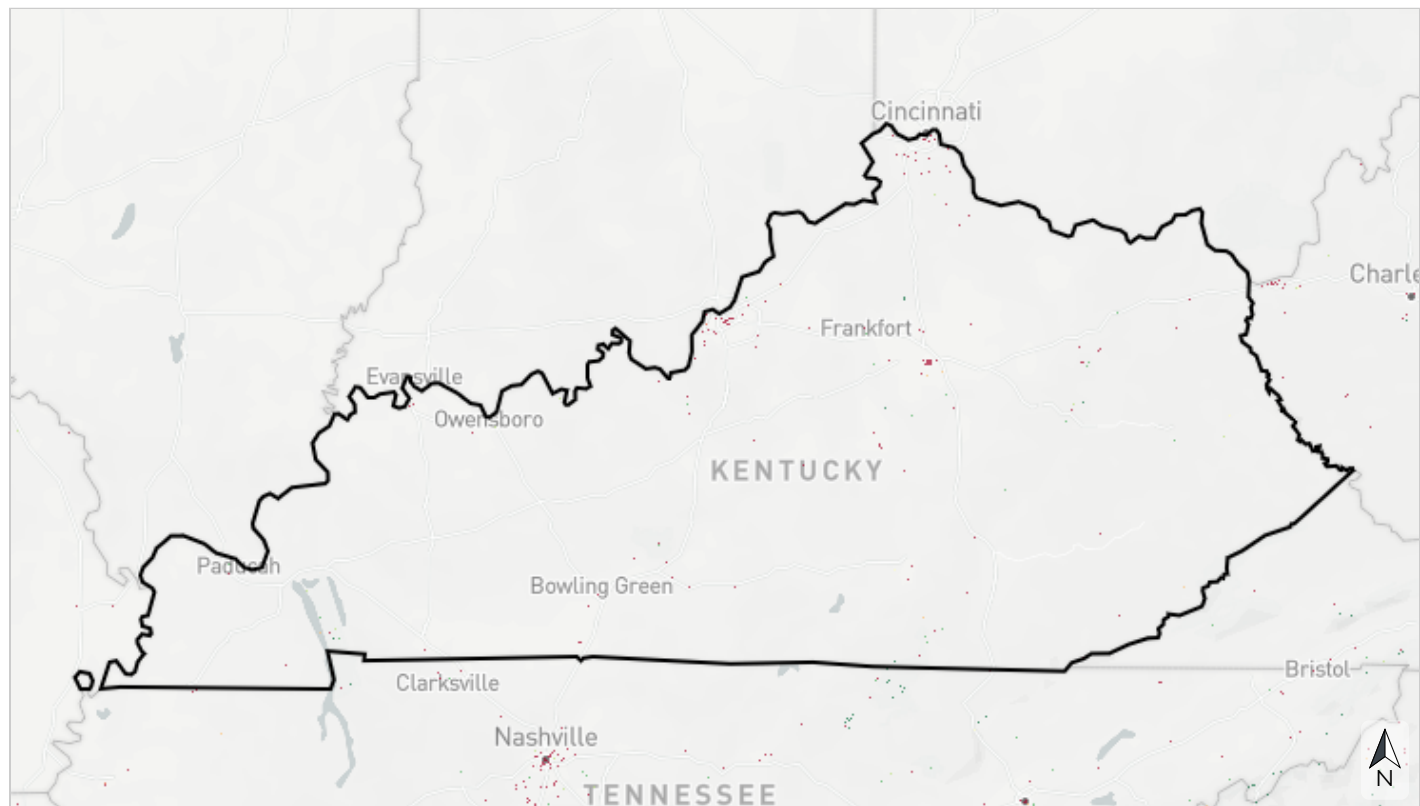 Cincinnati
Charle
Frankfort
Evansville
Owensboro
KENTUCKY
Paducah
Bowling Green
Bristol
Clarksville
Nashville
TENNESSEE
N